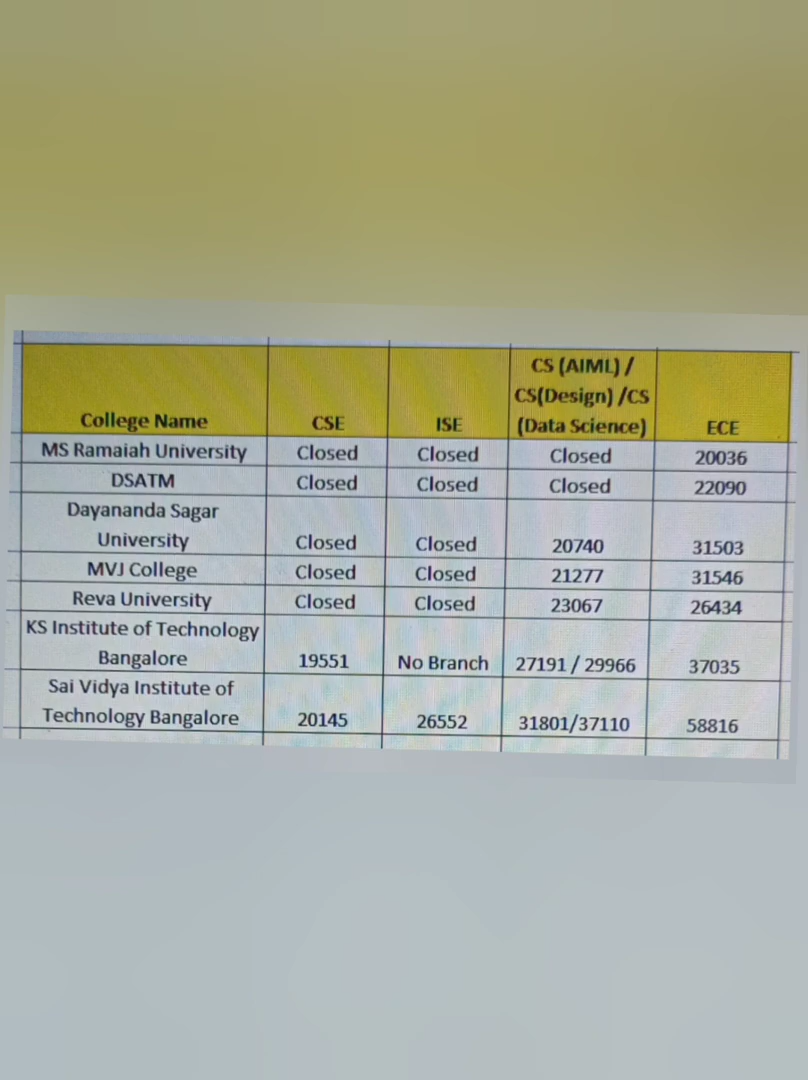 College Name CSE ISE CS (AIML) / CS(Design) /CS (Data Science) ECE
MS Ramaiah University Closed Closed Closed 20036
DSATM Closed Closed Closed 22090
Dayananda Sagar University Closed Closed 20740 31503
MVJ College Closed Closed 21277 31546
Reva University Closed Closed 23067 26434
KS Institute of Technology Bangalore 19551 No Branch 27191 / 29966 37035
Sai Vidya Institute of Technology Bangalore 20145 26552 31801/37110 58816